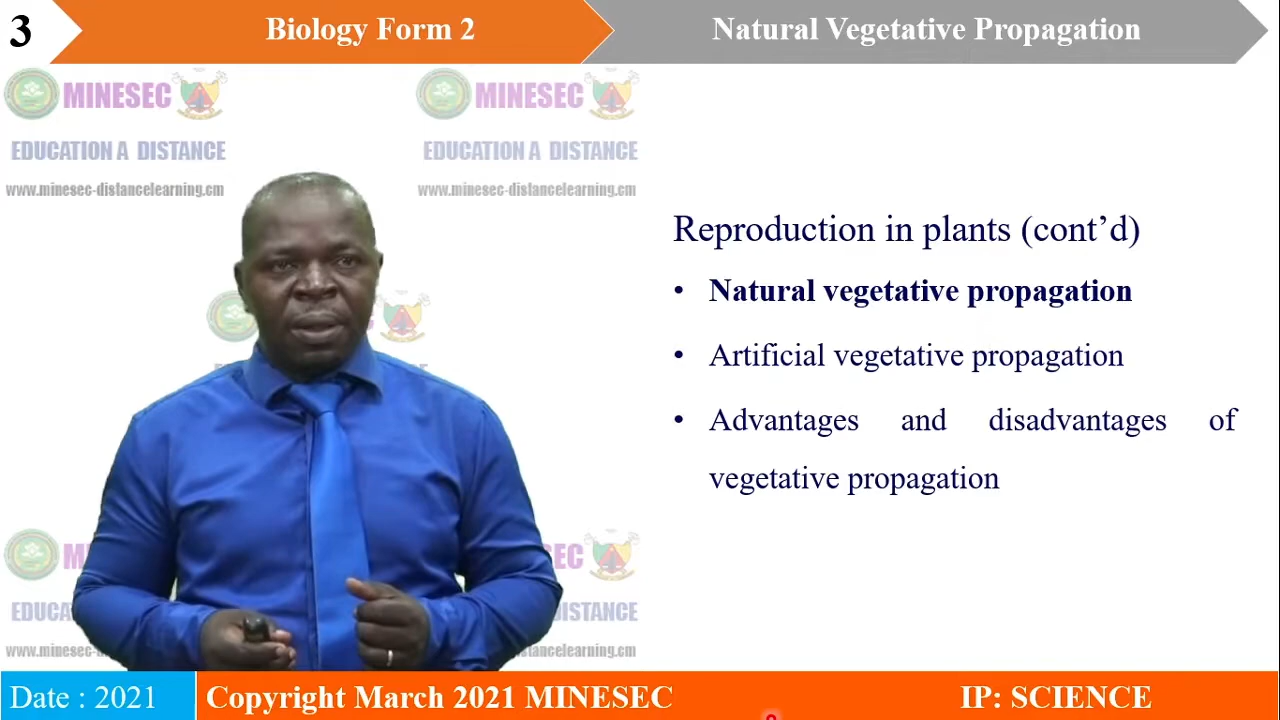 3
Biology Form 2
Natural Vegetative Propagation
MINESEC
MINESEC
EDUCATION A DISTANCE
EDUCATION A DISTANCE
www.minesec-distancelearning.cm
www.minesec-distancelearning.cm
Reproduction in plants (cont’d)
• Natural vegetative propagation
• Artificial vegetative propagation
• Advantages and disadvantages of
vegetative propagation
Date : 2021
Copyright March 2021 MINESEC
IP: SCIENCE